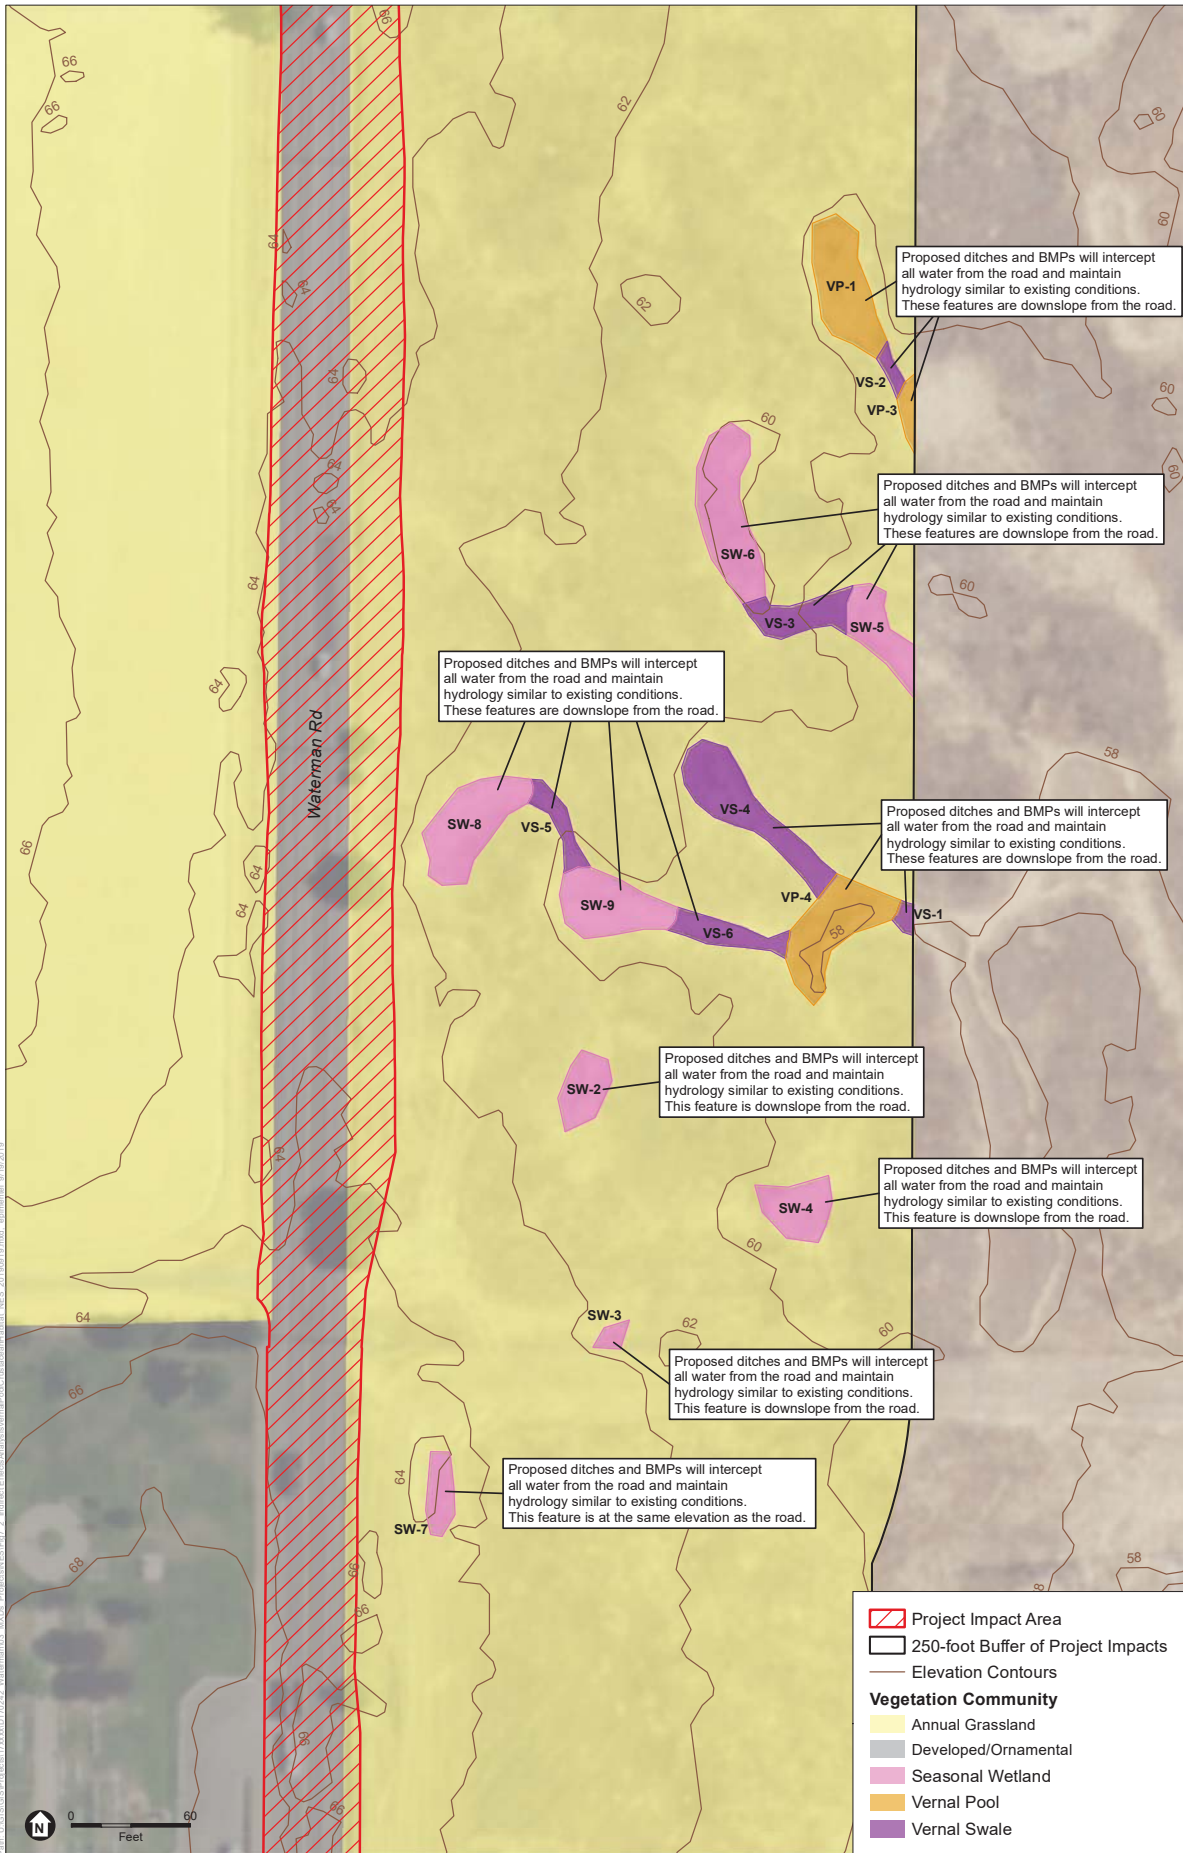 66
66
66
62
60
66
60
64
64
62
VP-1
Proposed ditches and BMPs will intercept
all water from the road and maintain
hydrology similar to existing conditions.
These features are downslope from the road.
64
VS-2
VP-3
60
60
64
64
60
Proposed ditches and BMPs will intercept
all water from the road and maintain
hydrology similar to existing conditions.
These features are downslope from the road.
SW-6
64
60
VS-3
SW-5
Proposed ditches and BMPs will intercept
all water from the road and maintain
hydrology similar to existing conditions.
These features are downslope from the road.
64
Waterman Rd
58
VS-4
Proposed ditches and BMPs will intercept
all water from the road and maintain
hydrology similar to existing conditions.
These features are downslope from the road.
SW-8
VS-5
66
64
VP-4
SW-9
64
VS-1
VS-6
58
Proposed ditches and BMPs will intercept
all water from the road and maintain
hydrology similar to existing conditions.
This feature is downslope from the road.
SW-2
64
Proposed ditches and BMPs will intercept
all water from the road and maintain
hydrology similar to existing conditions.
This feature is downslope from the road.
SW-4
60
SW-3
64
62
60
Proposed ditches and BMPs will intercept
all water from the road and maintain
hydrology similar to existing conditions.
This feature is downslope from the road.
66
64
Proposed ditches and BMPs will intercept
all water from the road and maintain
hydrology similar to existing conditions.
This feature is at the same elevation as the road.
SW-7
68
66
58
66
66
66
Project Impact Area
250-foot Buffer of Project Impacts
Elevation Contours
Vegetation Community
Annual Grassland
Developed/Ornamental
Seasonal Wetland
Vernal Pool
Vernal Swale
N
0 60
Feet